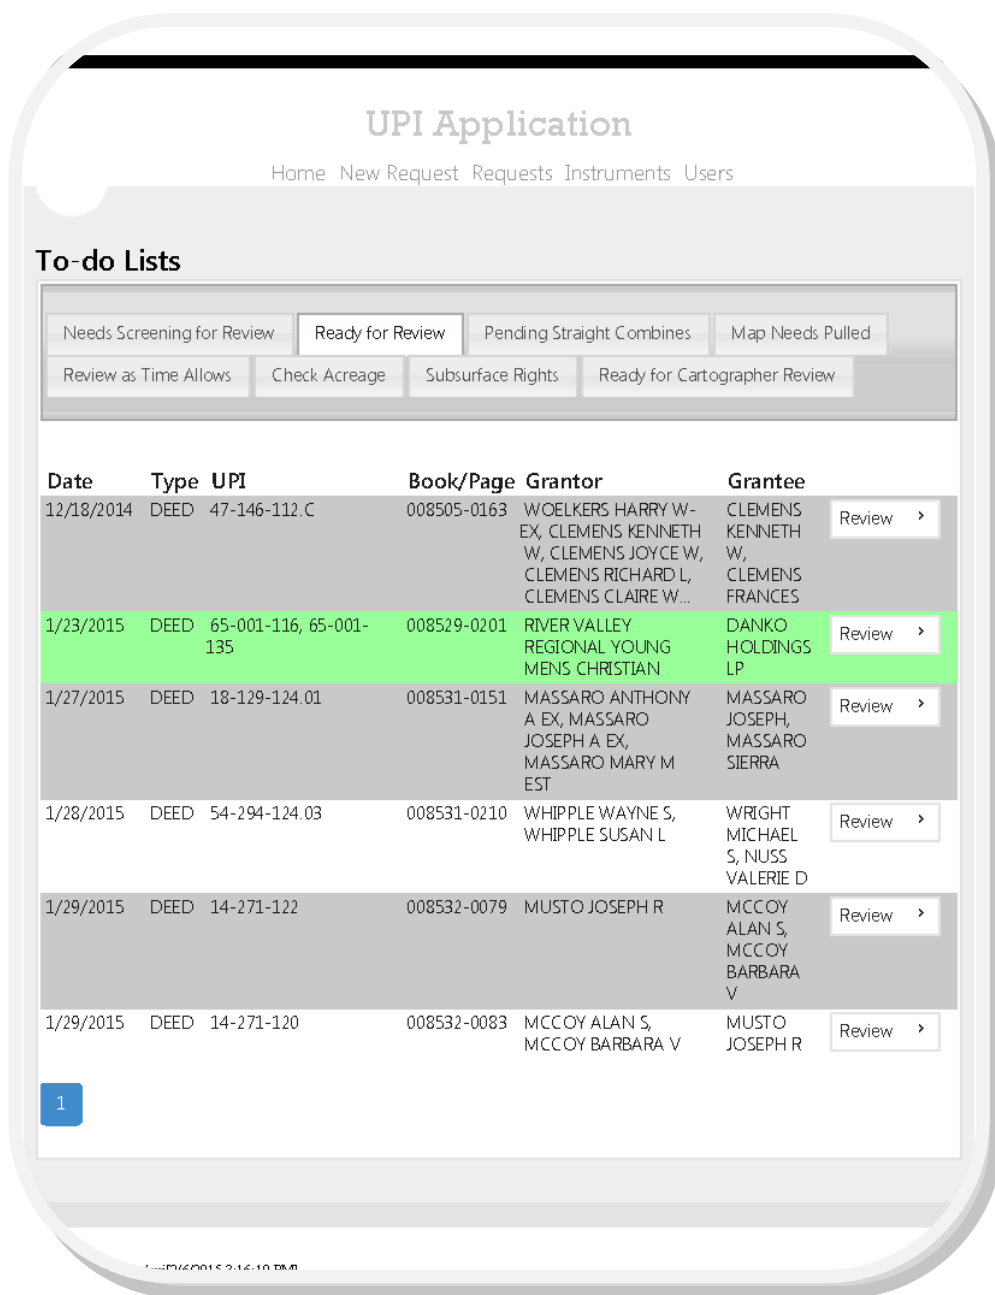 UPI Application
Home New Request Requests Instruments Users
To-do Lists
Needs Screening for Review Ready for Review Pending Straight Combines Map Needs Pulled
Review as Time Allows Check Acreage Subsurface Rights Ready for Cartographer Review
Date Type UPI Book/Page Grantor Grantee
12/18/2014 DEED 47-146-112.C 008505-0163 WOELKERS HARRY W- CLEMENS Review >
EX, CLEMENS KENNETH KENNETH
W, CLEMENS JOYCE W, W,
CLEMENS RICHARD L, CLEMENS
CLEMENS CLAIRE W... FRANCES
1/23/2015 DEED 65-001-116, 65-001- 008529-0201 RIVER VALLEY DANKO Review >
135 REGIONAL YOUNG HOLDINGS
MENS CHRISTIAN LP
1/27/2015 DEED 18-129-124.01 008531-0151 MASSARO ANTHONY MASSARO Review >
A EX, MASSARO JOSEPH,
JOSEPH A EX, MASSARO
MASSARO MARY M SIERRA
EST
1/28/2015 DEED 54-294-124.03 008531-0210 WHIPPLE WAYNE S, WRIGHT Review >
WHIPPLE SUSAN L MICHAEL
S, NUSS
VALERIE D
1/29/2015 DEED 14-271-122 008532-0079 MUSTO JOSEPH R MCCOY Review >
ALAN S,
MCCOY
BARBARA
V
1/29/2015 DEED 14-271-120 008532-0083 MCCOY ALAN S, MUSTO Review >
MCCOY BARBARA V JOSEPH R
1